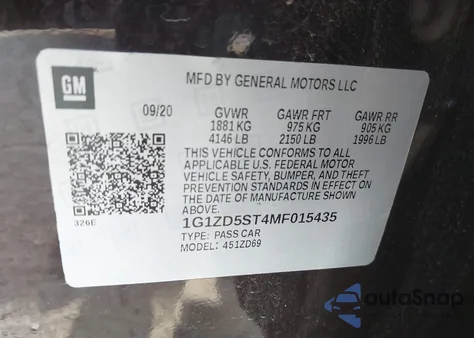 GM
MFD BY GENERAL MOTORS LLC
09/20 GVWR GAWR FRT GAWR RR
1881 KG 975 KG 905 KG
4146 LB 2150 LB 1996 LB
THIS VEHICLE CONFORMS TO ALL
APPLICABLE U.S. FEDERAL MOTOR
VEHICLE SAFETY, BUMPER, AND THEFT
PREVENTION STANDARDS IN EFFECT ON
THE DATE OF MANUFACTURE SHOWN
ABOVE.
326E
1G1ZD5ST4MF015435
TYPE: PASS CAR
MODEL: 451ZD69
autoSnap